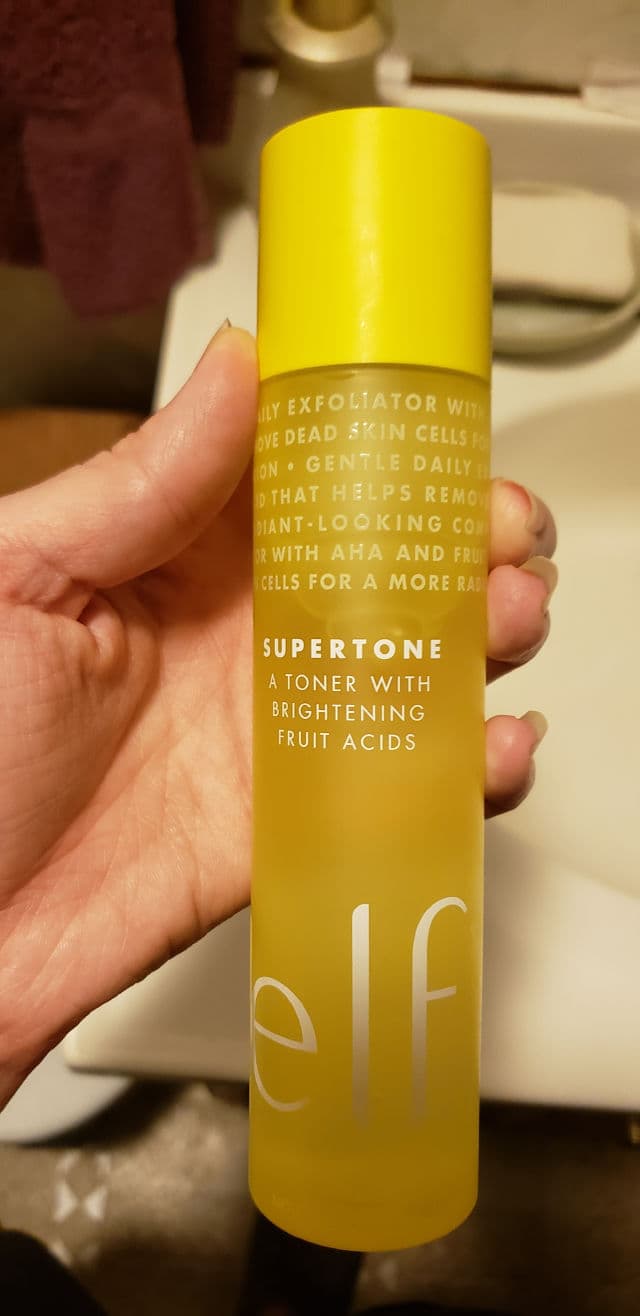 EXFOLIATOR WITH
DEAD SKIN CELLS
• GENTLE DAILY
THAT HELPS
-LOOKING
WITH AHA AND
CELLS FOR A MORE
SUPERTONE
A TONER WITH
BRIGHTENING
FRUIT ACIDS
elf